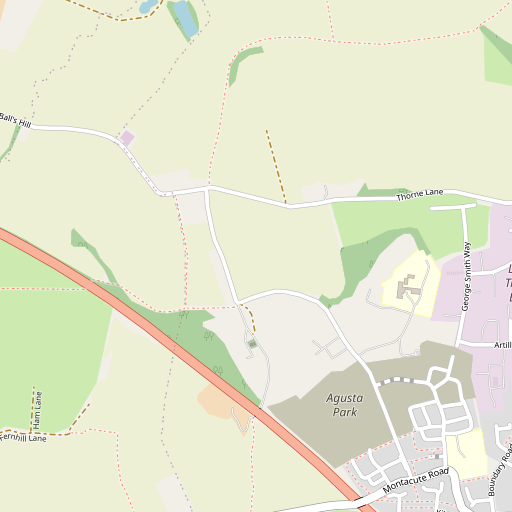 Ball's Hill
Thorne Lane
George Smith Way
Artill
Agusta
Park
Ham Lane
Fernhill Lane
Montacute Road
Boundary Road